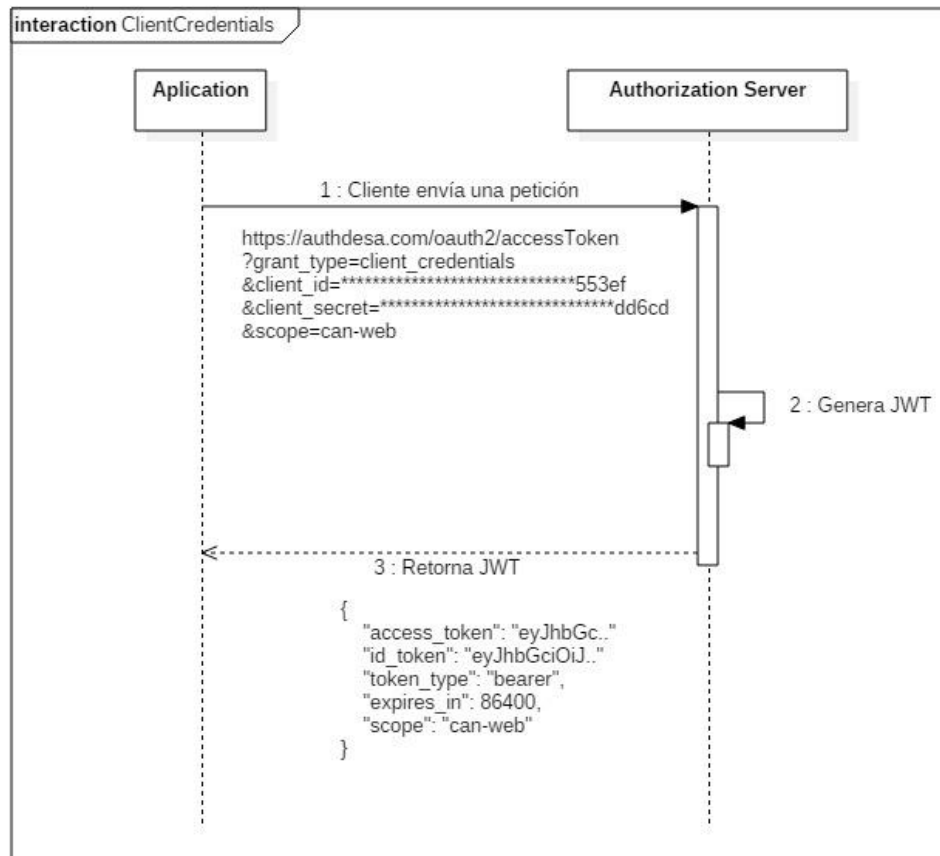 interaction ClientCredentials
Aplication
Authorization Server
1 : Cliente envía una petición
https://authdesa.com/oauth2/accessToken
?grant_type=client_credentials
&client_id=******************************553ef
&client_secret=******************************dd6cd
&scope=can-web
2 : Genera JWT
3 : Retorna JWT
{
"access_token": "eyJhbGc.."
"id_token": "eyJhbGciOiJ.."
"token_type": "bearer",
"expires_in": 86400,
"scope": "can-web"
}